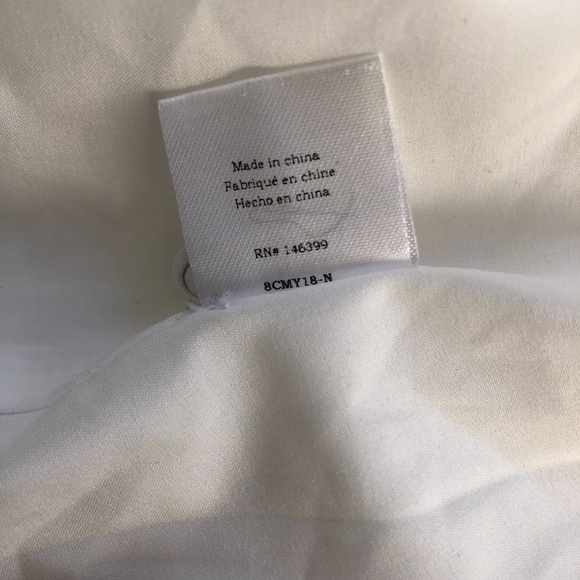 Made in china
Fabriqué en chine
Hecho en china
RN# 146399
8CMY18-N